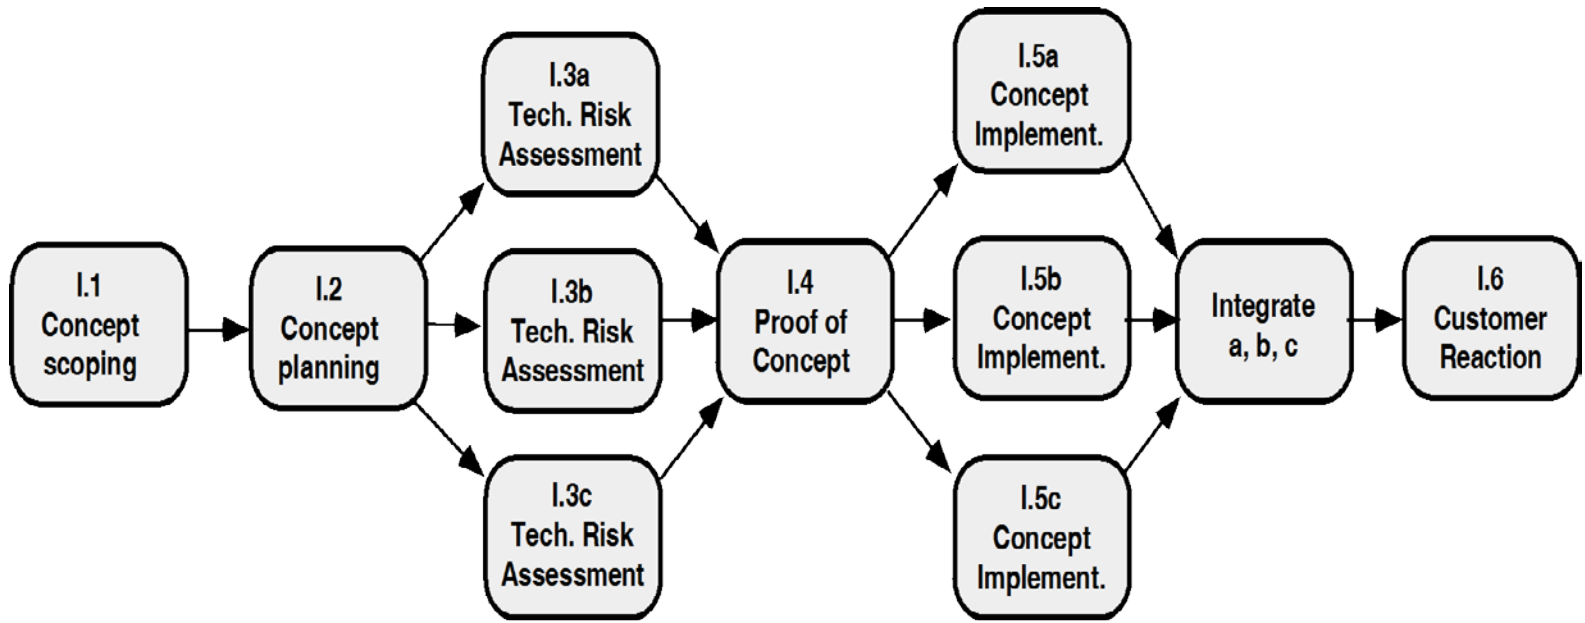 I.1
Concept
scoping
I.2
Concept
planning
I.3a
Tech. Risk
Assessment
I.3b
Tech. Risk
Assessment
I.3c
Tech. Risk
Assessment
I.4
Proof of
Concept
I.5a
Concept
Implement.
I.5b
Concept
Implement.
I.5c
Concept
Implement.
Integrate
a, b, c
I.6
Customer
Reaction